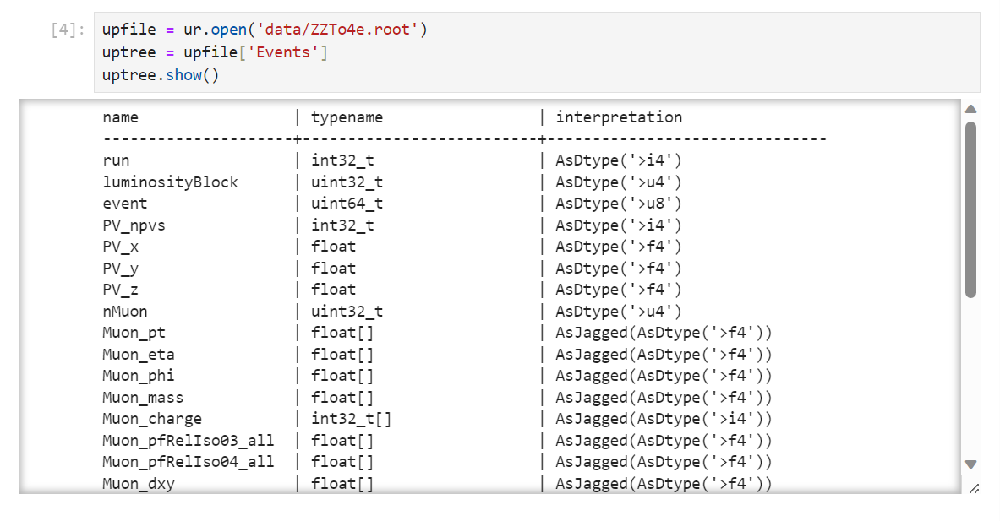 [4]: upfile = ur.open('data/ZZTo4e.root')
uptree = upfile['Events']
uptree.show()
name                 | typename                 | interpretation
---------------------+--------------------------+-------------------------------
run                  | int32_t                  | AsDtype('>i4')
luminosityBlock      | uint32_t                 | AsDtype('>u4')
event                | uint64_t                 | AsDtype('>u8')
PV_npvs              | int32_t                  | AsDtype('>i4')
PV_x                 | float                    | AsDtype('>f4')
PV_y                 | float                    | AsDtype('>f4')
PV_z                 | float                    | AsDtype('>f4')
nMuon                | uint32_t                 | AsDtype('>u4')
Muon_pt              | float[]                  | AsJagged(AsDtype('>f4'))
Muon_eta             | float[]                  | AsJagged(AsDtype('>f4'))
Muon_phi             | float[]                  | AsJagged(AsDtype('>f4'))
Muon_mass            | float[]                  | AsJagged(AsDtype('>f4'))
Muon_charge          | int32_t[]                | AsJagged(AsDtype('>i4'))
Muon_pfRelIso03_all  | float[]                  | AsJagged(AsDtype('>f4'))
Muon_pfRelIso04_all  | float[]                  | AsJagged(AsDtype('>f4'))
Muon_dxy             | float[]                  | AsJagged(AsDtype('>f4'))